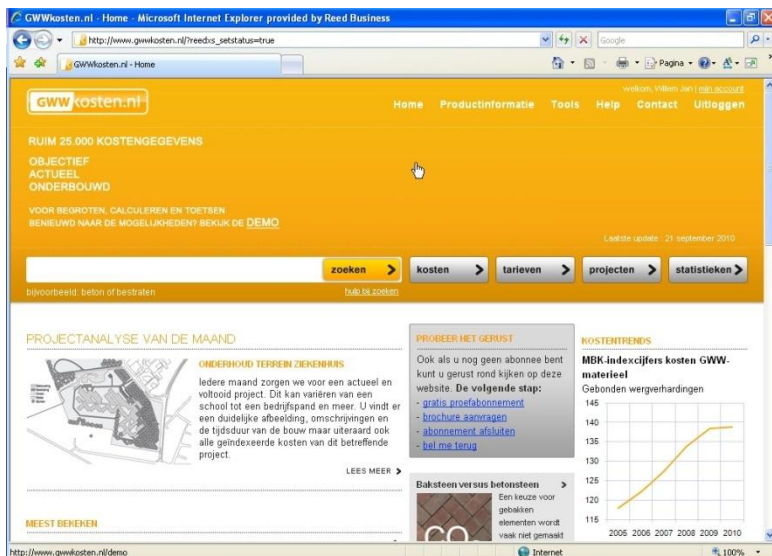 GWWkosten.nl - Home - Microsoft Internet Explorer provided by Reed Business
http://www.gwwkosten.nl/?reedxs_setstatus=true
Google
GWWkosten.nl - Home
Pagina
welkom, Willem Jan | mijn account
GWWkosten.nl
Home Productinformatie Tools Help Contact Uitloggen
RUIM 25.000 KOSTENGEGEVENS
OBJECTIEF
ACTUEEL
ONDERBOUWD
VOOR BEGROTEN, CALCULEREN EN TOETSEN
BENIEUWD NAAR DE MOGELIJKHEDEN? BEKIJK DE DEMO
Laatste update : 21 september 2010
zoeken kosten tarieven projecten statistieken
bijvoorbeeld: beton of bestraten
hulp bij zoeken
PROJECTANALYSE VAN DE MAAND
ONDERHOUD TERREIN ZIEKENHUIS
Iedere maand zorgen we voor een actueel en
voltooid project. Dit kan variëren van een
school tot een bedrijfspand en meer. U vindt er
een duidelijke afbeelding, omschrijvingen en
de tijdsduur van de bouw maar uiteraard ook
alle geïndexeerde kosten van dit betreffende
project.
LEES MEER
MEEST BEKEKEN
PROBEER HET GERUST
Ook als u nog geen abonnee bent
kunt u gerust rond kijken op deze
website. De volgende stap:
- gratis proefabonnement
- brochure aanvragen
- abonnement afsluiten
- bel me terug
Baksteen versus betonsteen
Een keuze voor
gebakken
elementen wordt
vaak niet gemaakt
CO
KOSTENTRENDS
MBK-indexcijfers kosten GWW-
materieel
Gebonden wergverhardingen
145
140
135
130
125
120
115
2005 2006 2007 2008 2009 2010
http://www.gwwkosten.nl/demo
Internet
100%